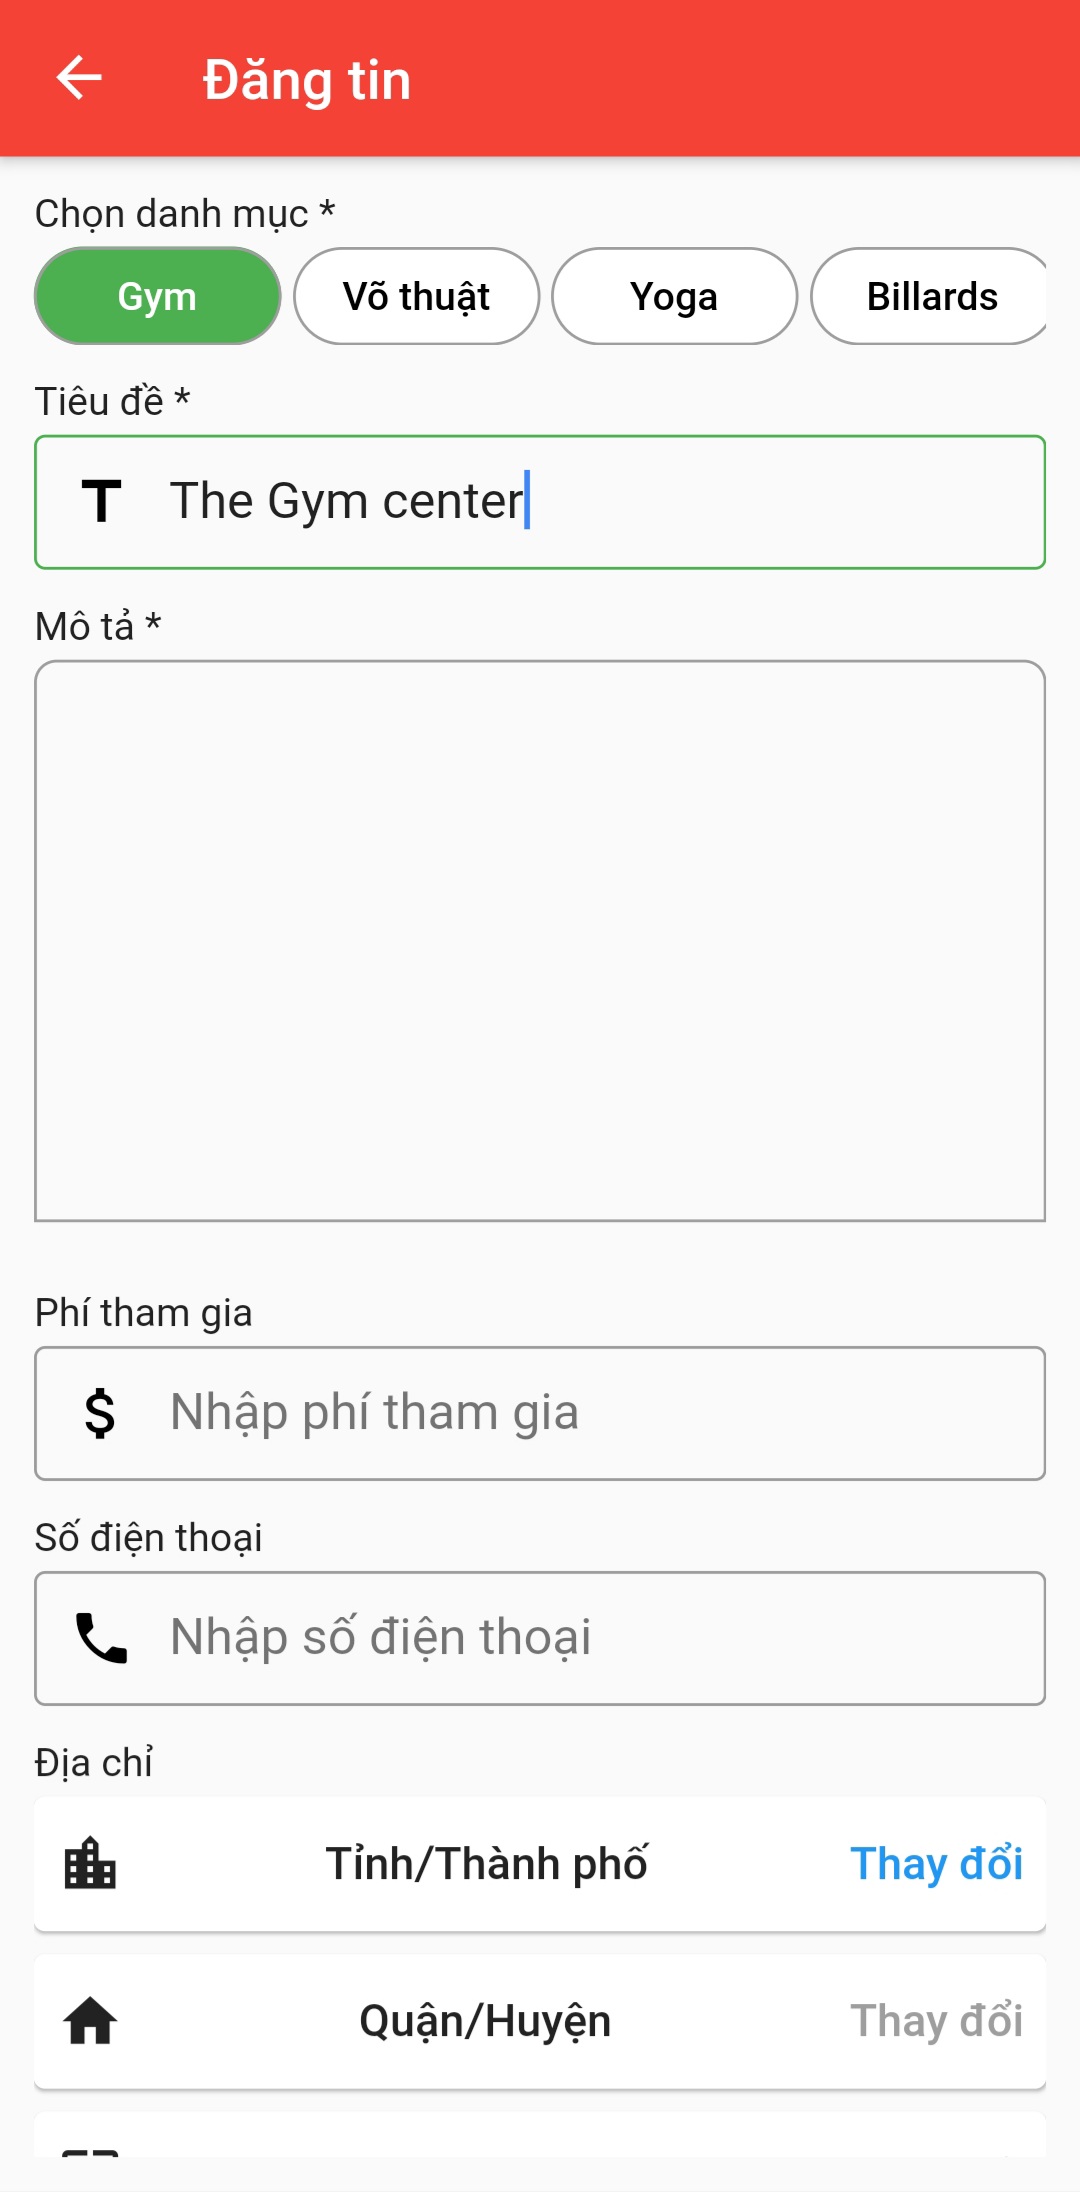 Đăng tin
Chọn danh mục *
Gym Võ thuật Yoga Billards
Tiêu đề *
The Gym center
Mô tả *
Phí tham gia
Nhập phí tham gia
Số điện thoại
Nhập số điện thoại
Địa chỉ
Tỉnh/Thành phố Thay đổi
Quận/Huyện Thay đổi